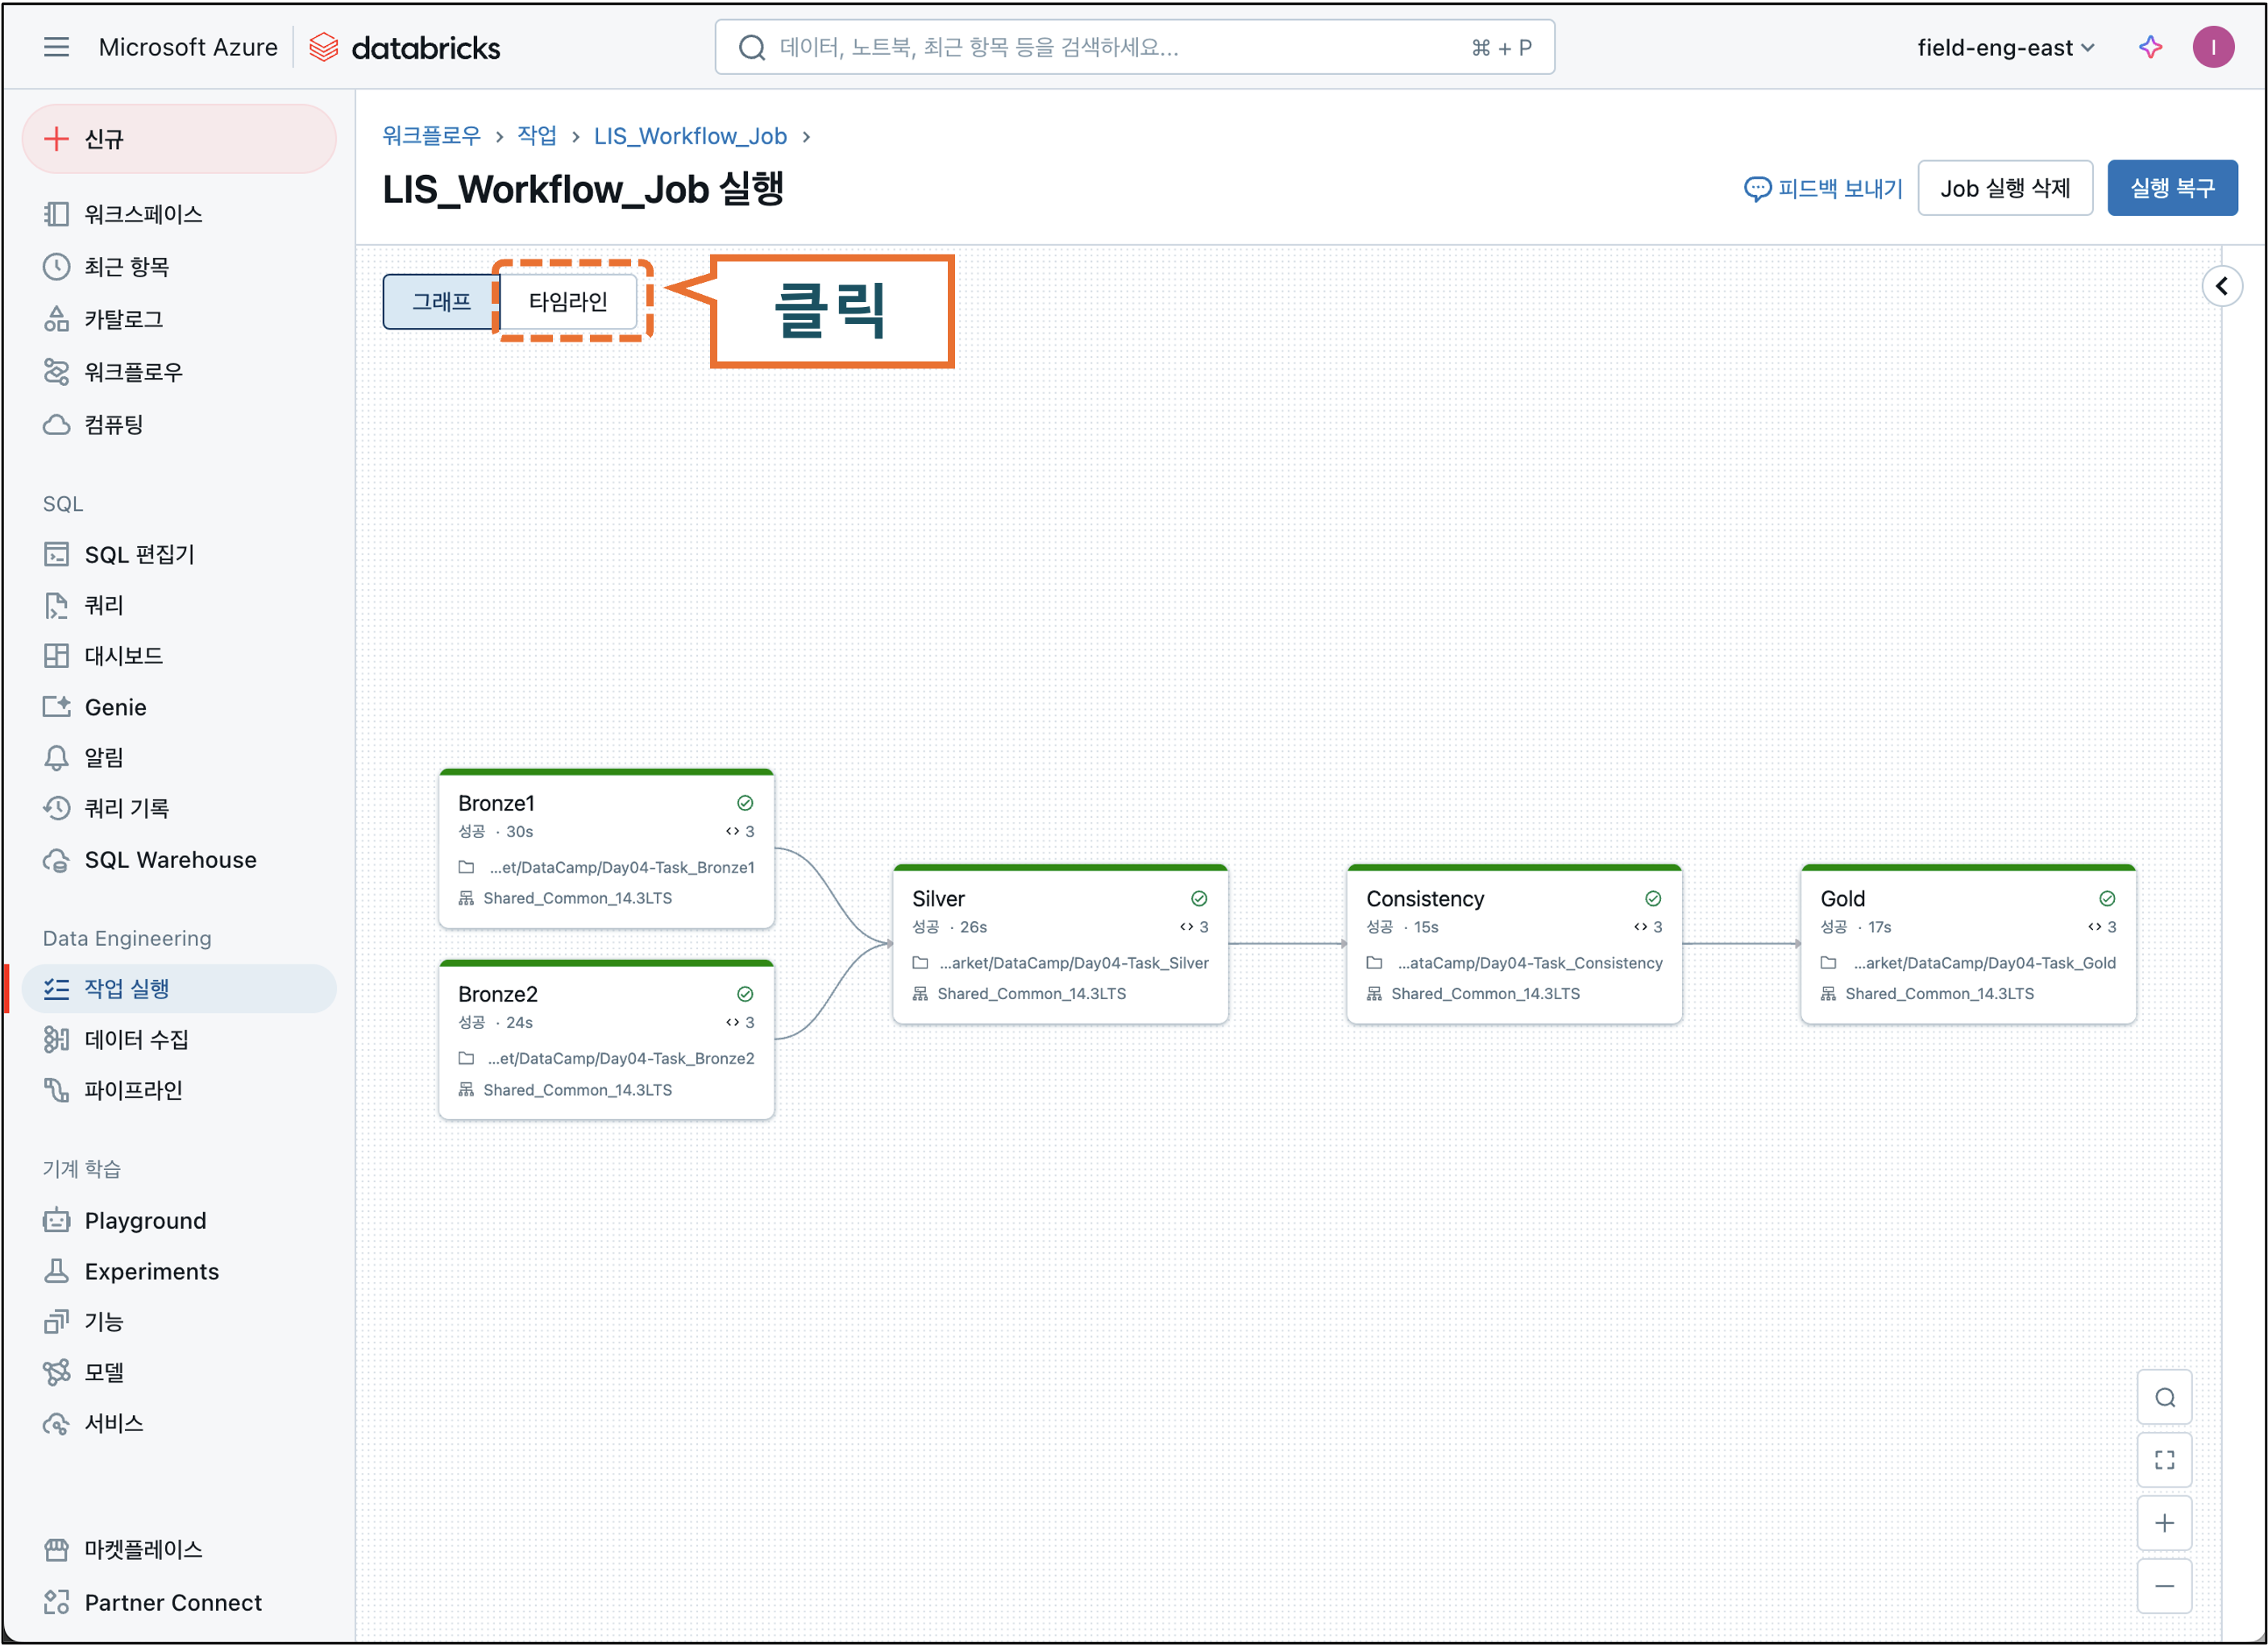 Microsoft Azure
databricks
데이터, 노트북, 최근 항목 등을 검색하세요...
⌘ + P
field-eng-east
I
신규
워크스페이스
최근 항목
카탈로그
워크플로우
컴퓨팅
SQL
SQL 편집기
쿼리
대시보드
Genie
알림
쿼리 기록
SQL Warehouse
Data Engineering
작업 실행
데이터 수집
파이프라인
기계 학습
Playground
Experiments
기능
모델
서비스
마켓플레이스
Partner Connect
워크플로우 › 작업 › LIS_Workflow_Job ›
LIS_Workflow_Job 실행
피드백 보내기
Job 실행 삭제
실행 복구
그래프
타임라인
클릭
Bronze1
성공 · 30s
3
...et/DataCamp/Day04-Task_Bronze1
Shared_Common_14.3LTS
Bronze2
성공 · 24s
3
...et/DataCamp/Day04-Task_Bronze2
Shared_Common_14.3LTS
Silver
성공 · 26s
3
...arket/DataCamp/Day04-Task_Silver
Shared_Common_14.3LTS
Consistency
성공 · 15s
3
...ataCamp/Day04-Task_Consistency
Shared_Common_14.3LTS
Gold
성공 · 17s
3
...arket/DataCamp/Day04-Task_Gold
Shared_Common_14.3LTS